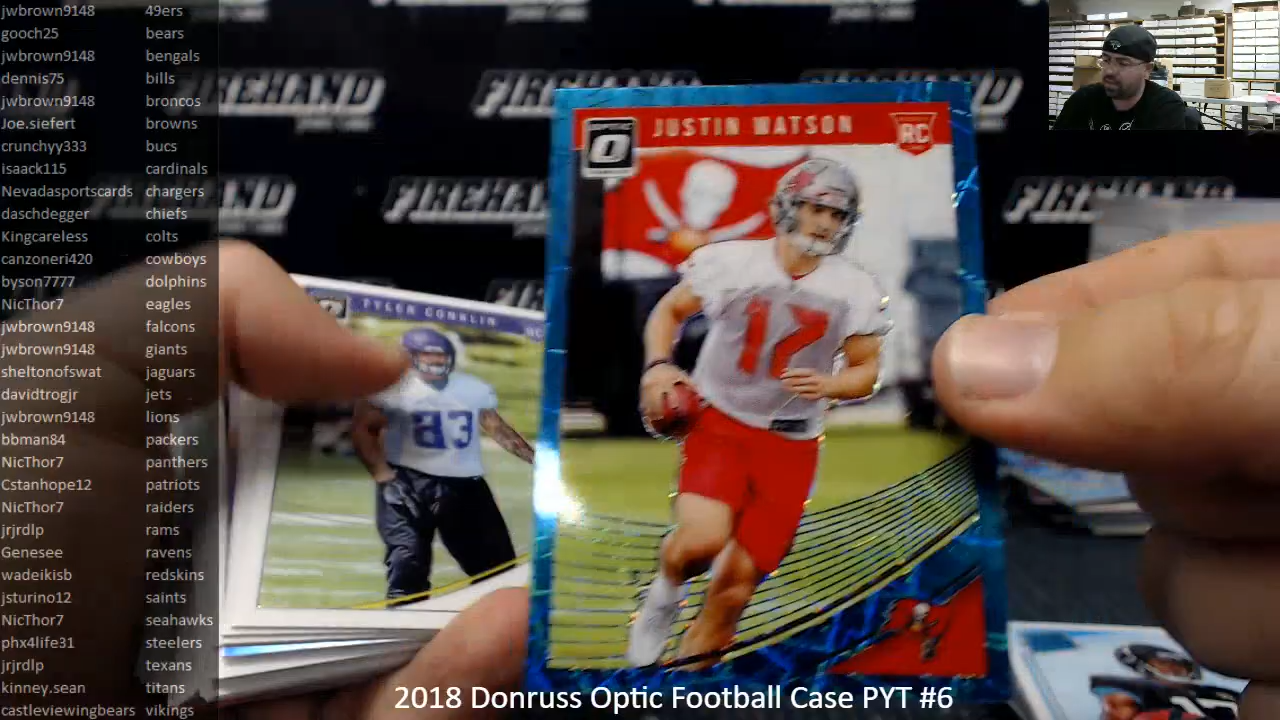 jwbrown9148 49ers
gooch25 bears
jwbrown9148 bengals
dennis75 bills
jwbrown9148 broncos
Joe.siefert browns
crunchyy333 bucs
isaack115 cardinals
Nevadasportscards chargers
daschdegger chiefs
Kingcareless colts
canzoneri420 cowboys
byson7777 dolphins
NicThor7 eagles
jwbrown9148 falcons
jwbrown9148 giants
sheltonofswat jaguars
davidtrogjr jets
jwbrown9148 lions
bbman84 packers
NicThor7 panthers
Cstanhope12 patriots
NicThor7 raiders
jrjrdlp rams
Genesee ravens
wadeikisb redskins
jsturino12 saints
NicThor7 seahawks
phx4life31 steelers
jrjrdlp texans
kinney.sean titans
castleviewingbears vikings
FIREHAND
FIREHAND
JUSTIN WATSON
RC
O
12
TYLER CONKLIN
83
2018 Donruss Optic Football Case PYT #6